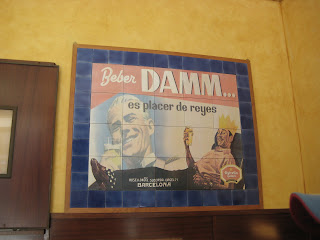 Beber DAMM...
es placer de reyes
BARCELONA